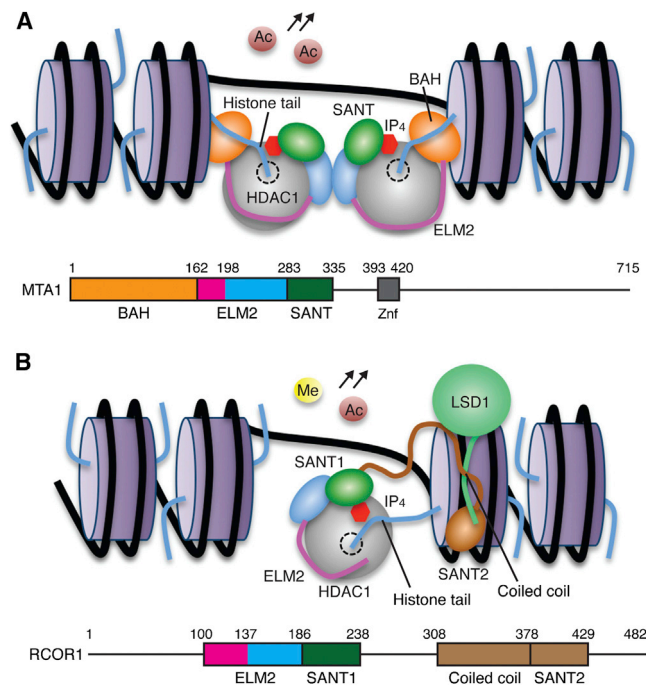 A
Ac
Ac
BAH
Histone tail
SANT
IP4
HDAC1
ELM2
1 162 198 283 335 393 420 715
MTA1
BAH ELM2 SANT Znf
B
Me
Ac
LSD1
SANT1
IP4
ELM2
HDAC1
SANT2
Coiled coil
Histone tail
1 100 137 186 238 308 378 429 482
RCOR1
ELM2 SANT1 Coiled coil SANT2